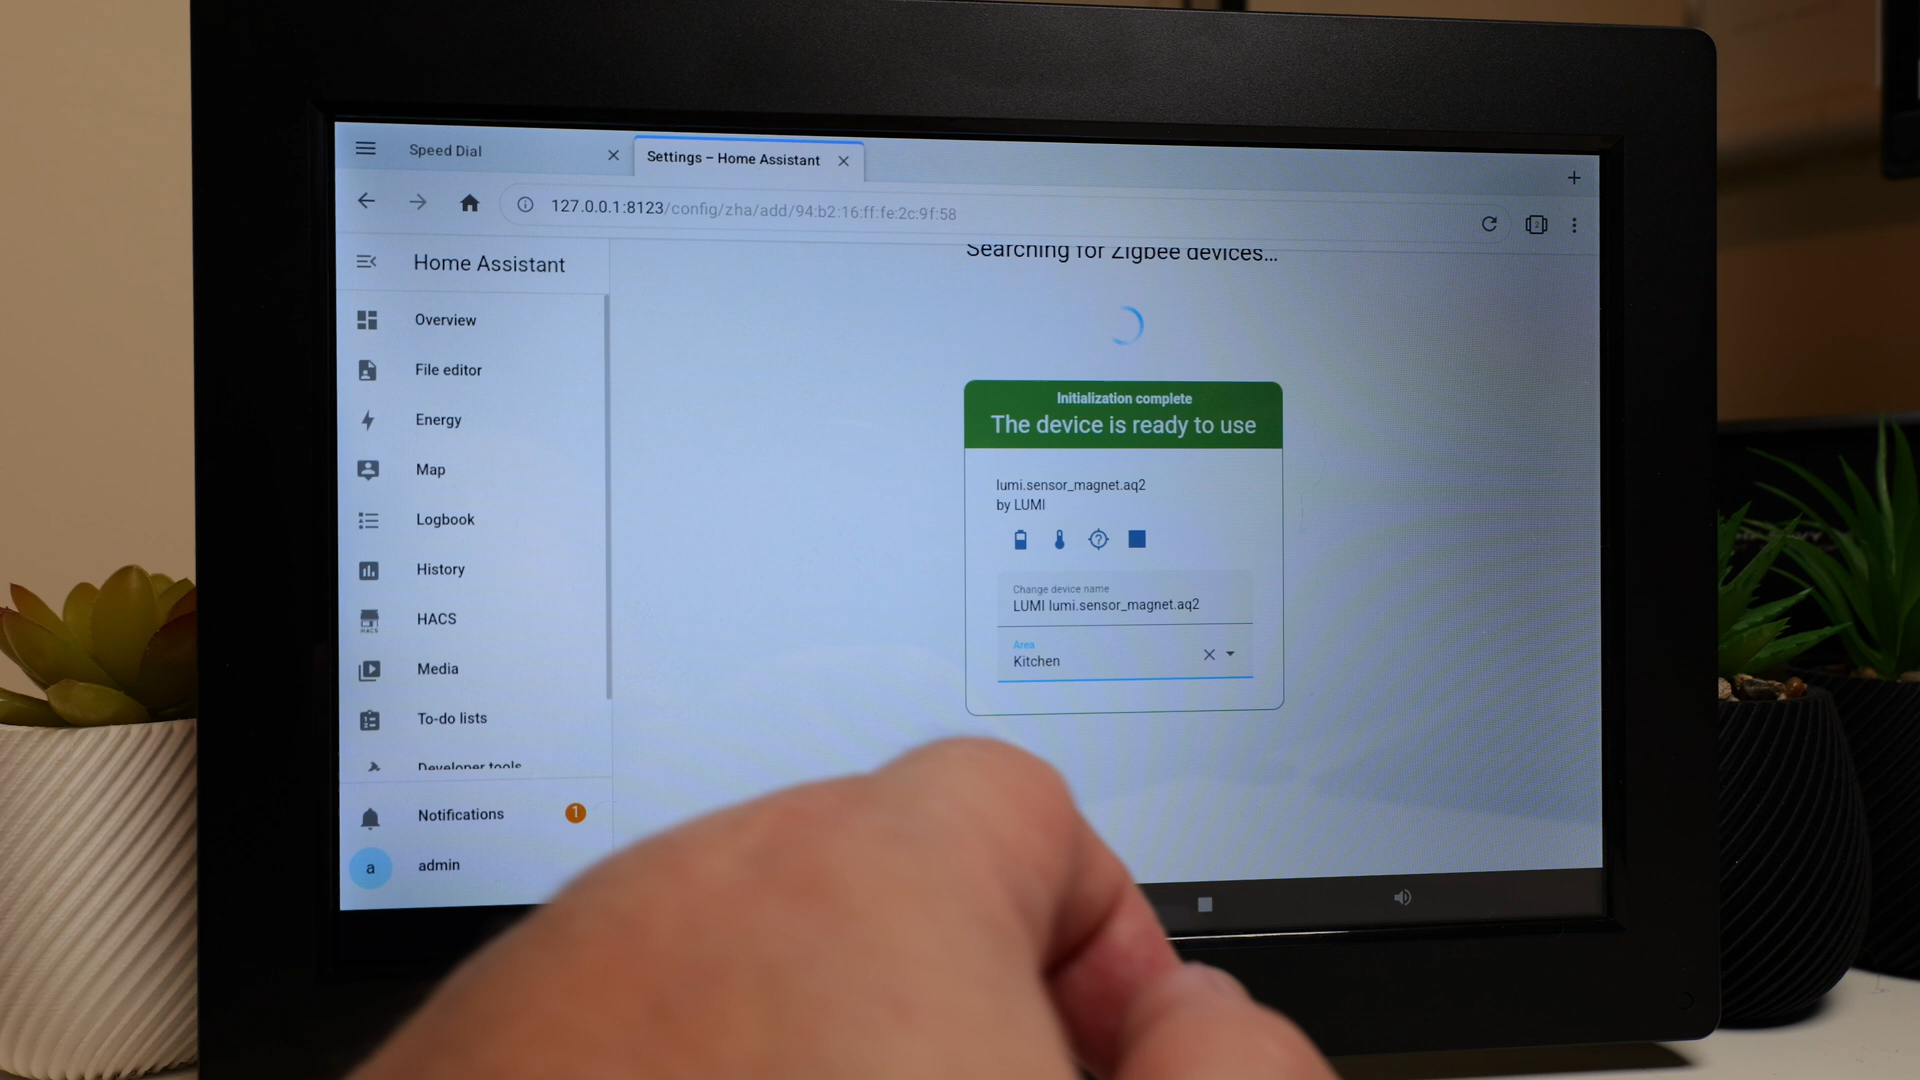 Speed Dial
Settings – Home Assistant
127.0.0.1:8123/config/zha/add/94:b2:16:ff:fe:2c:9f:58
2
Home Assistant
Overview
File editor
Energy
Map
Logbook
History
HACS
HACS
Media
To-do lists
Developer tools
Notifications
1
a
admin
Searching for Zigbee devices...
Initialization complete
The device is ready to use
lumi.sensor_magnet.aq2
by LUMI
Change device name
LUMI lumi.sensor_magnet.aq2
Area
Kitchen